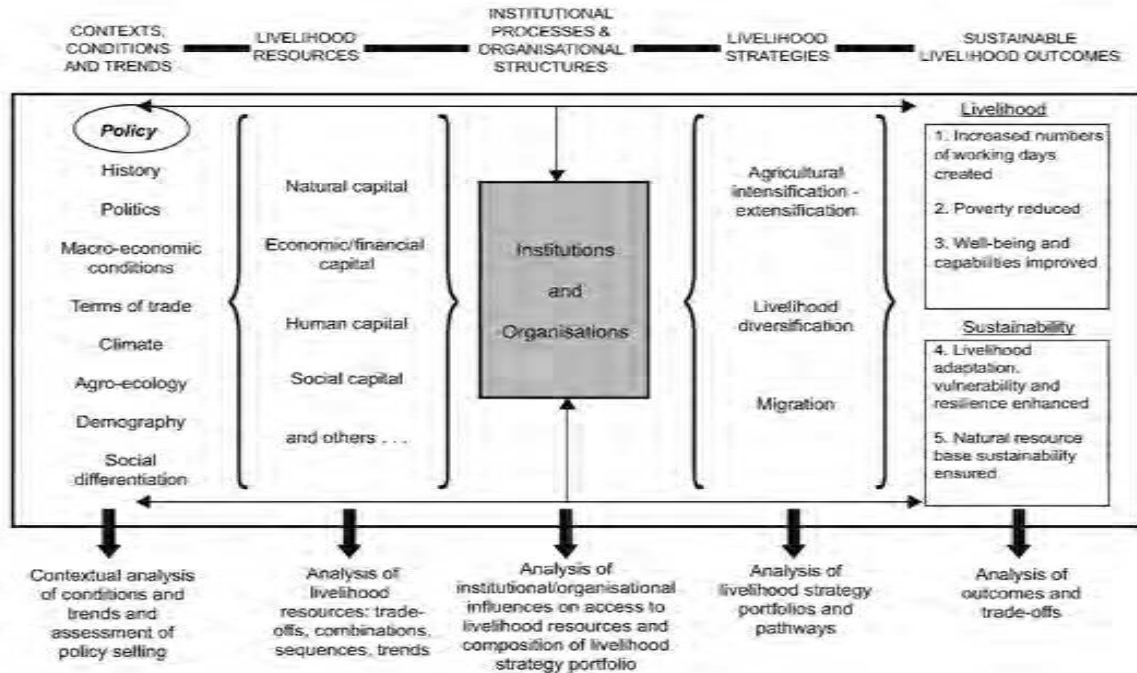 CONTEXTS,
CONDITIONS
AND TRENDS
LIVELIHOOD
RESOURCES
INSTITUTIONAL
PROCESSES &
ORGANISATIONAL
STRUCTURES
LIVELIHOOD
STRATEGIES
SUSTAINABLE
LIVELIHOOD OUTCOMES
Policy
History
Politics
Macro-economic
conditions
Terms of trade
Climate
Agro-ecology
Demography
Social
differentiation
Natural capital
Economic/financial
capital
Human capital
Social capital
and others . . .
Institutions
and
Organisations
Agricultural
intensification -
extensification
Livelihood
diversification
Migration
Livelihood
1. Increased numbers
of working days
created
2. Poverty reduced
3. Well-being and
capabilities improved
Sustainability
4. Livelihood
adaptation,
vulnerability and
resilience enhanced
5. Natural resource
base sustainability
ensured
Contextual analysis
of conditions and
trends and
assessment of
policy selling
Analysis of
livelihood
resources: trade-
offs, combinations,
sequences, trends
Analysis of
institutional/organisational
influences on access to
livelihood resources and
composition of livelihood
strategy portfolio
Analysis of
livelihood strategy
portfolios and
pathways
Analysis of
outcomes and
trade-offs